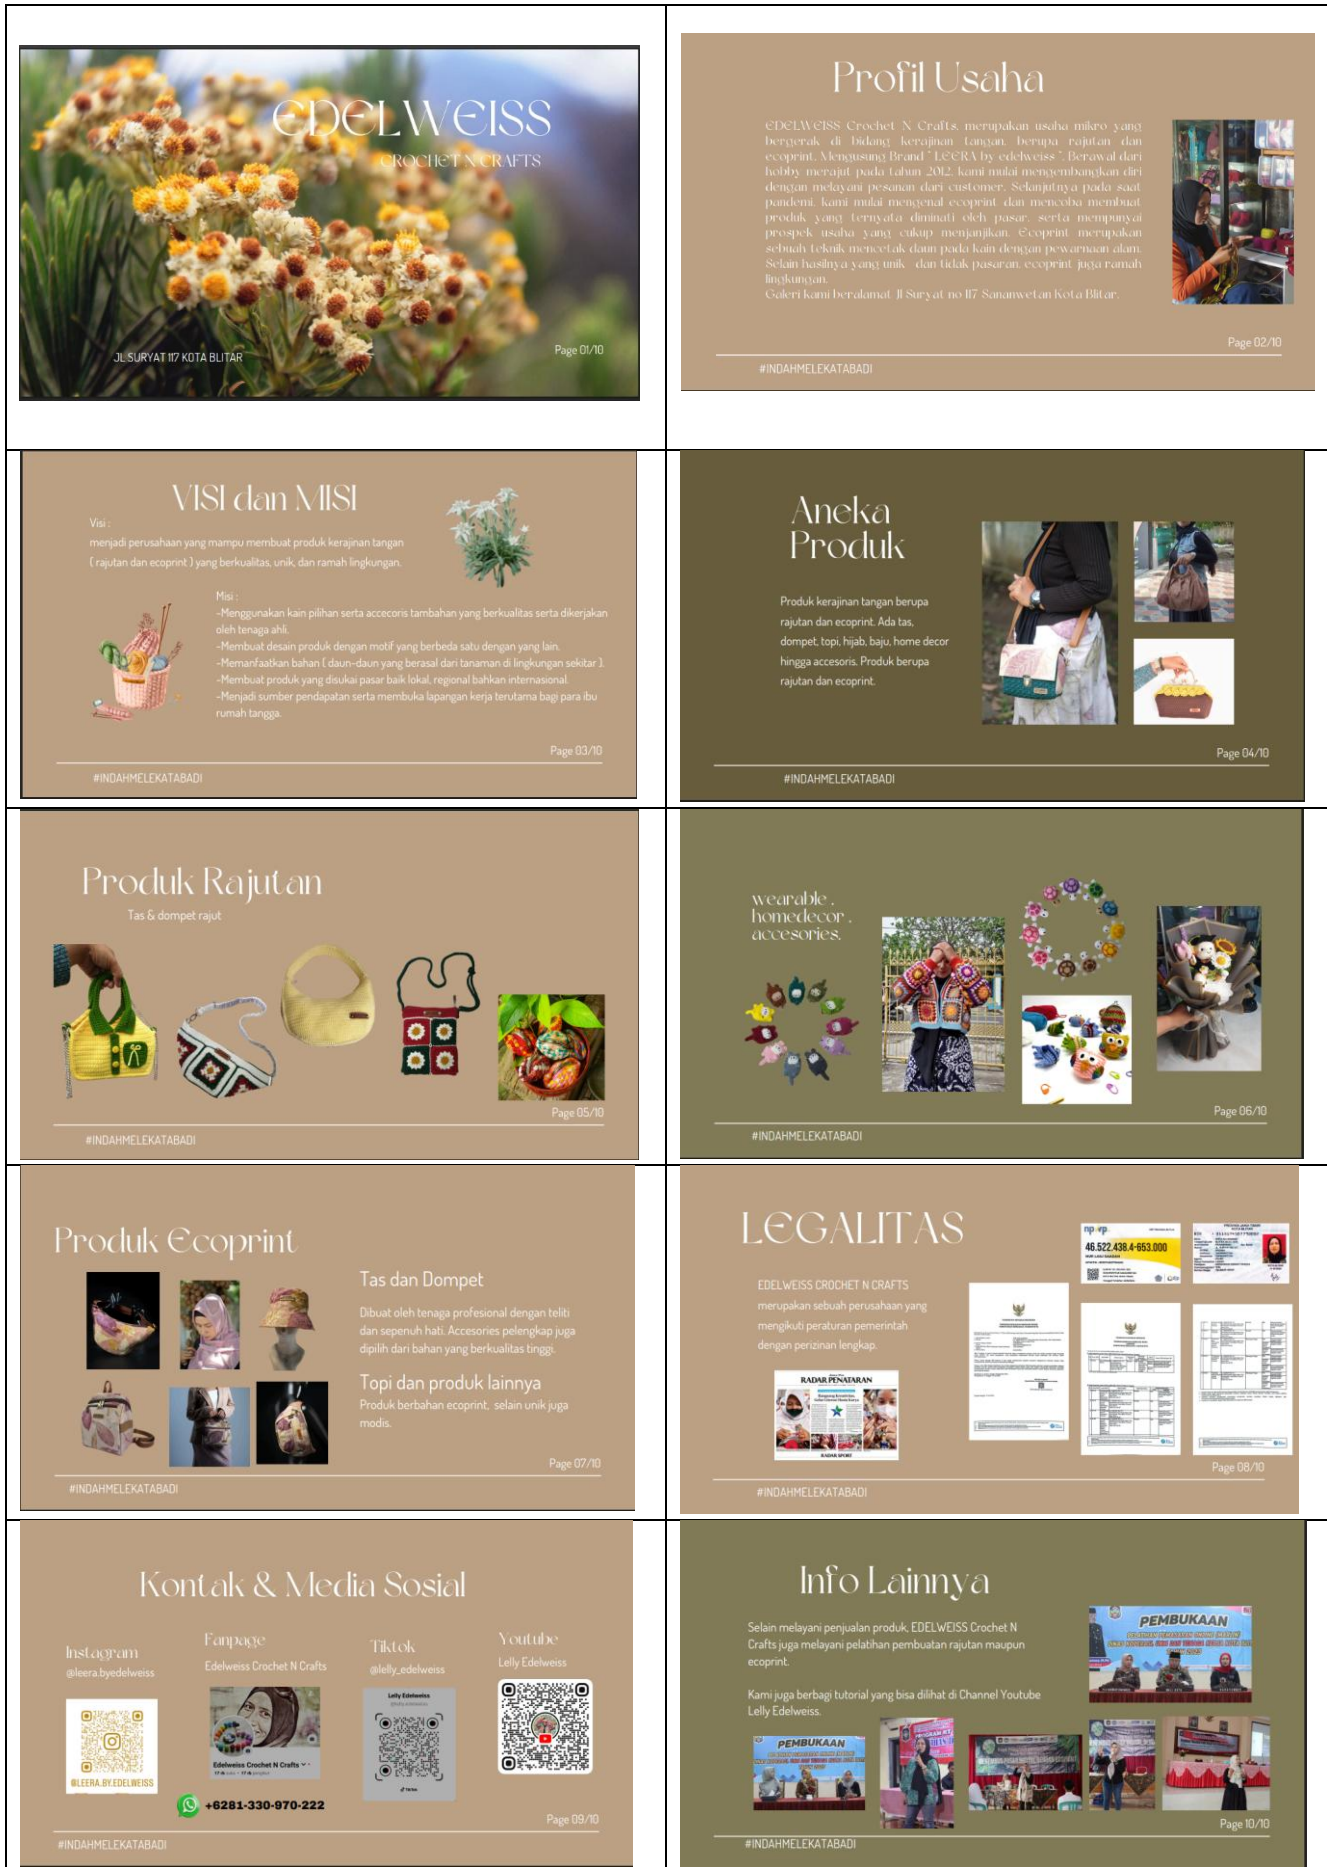 EDELWEISS
CROCHET N CRAFTS
JL SURYAT 117 KOTA BLITAR
Page 01/10
Profil Usaha
EDELWEISS Crochet N Crafts, merupakan usaha mikro yang
bergerak di bidang kerajinan tangan, berupa rajutan dan
ecoprint. Mengusung Brand " LEERA by edelweiss ". Berawal dari
hobby merajut pada tahun 2012, kami mulai mengembangkan diri
dengan melayani pesanan dari customer. Selanjutnya pada saat
pandemi, kami mulai mengenal ecoprint dan mencoba membuat
produk yang ternyata diminati oleh pasar, serta mempunyai
prospek usaha yang cukup menjanjikan. Ecoprint merupakan
sebuah teknik mencetak daun pada kain dengan pewarnaan alam.
Selain hasilnya yang unik dan tidak pasaran, ecoprint juga ramah
lingkungan.
Galeri kami beralamat Jl Suryat no 117 Sananwetan Kota Blitar.
Page 02/10
#INDAHMELEKATABADI
VISI dan MISI
Visi :
menjadi perusahaan yang mampu membuat produk kerajinan tangan
( rajutan dan ecoprint ) yang berkualitas, unik, dan ramah lingkungan.
Misi :
-Menggunakan kain pilihan serta accecoris tambahan yang berkualitas serta dikerjakan
oleh tenaga ahli.
-Membuat desain produk dengan motif yang berbeda satu dengan yang lain.
-Memanfaatkan bahan ( daun-daun yang berasal dari tanaman di lingkungan sekitar ).
-Membuat produk yang disukai pasar baik lokal, regional bahkan internasional.
-Menjadi sumber pendapatan serta membuka lapangan kerja terutama bagi para ibu
rumah tangga.
Page 03/10
#INDAHMELEKATABADI
Aneka
Produk
Produk kerajinan tangan berupa
rajutan dan ecoprint. Ada tas,
dompet, topi, hijab, baju, home decor
hingga accesoris. Produk berupa
rajutan dan ecoprint.
Page 04/10
#INDAHMELEKATABADI
Produk Rajutan
Tas & dompet rajut
Page 05/10
#INDAHMELEKATABADI
wearable .
homedecor .
accesories.
Page 06/10
#INDAHMELEKATABADI
Produk Ecoprint
Tas dan Dompet
Dibuat oleh tenaga profesional dengan teliti
dan sepenuh hati. Accesories pelengkap juga
dipilih dari bahan yang berkualitas tinggi.
Topi dan produk lainnya
Produk berbahan ecoprint, selain unik juga
modis.
Page 07/10
#INDAHMELEKATABADI
LEGALITAS
EDELWEISS CROCHET N CRAFTS
merupakan sebuah perusahaan yang
mengikuti peraturan pemerintah
dengan perizinan lengkap.
npwp
46.522.438.4-653.000
RADAR PENATARAN
RADAR SPORT
Page 08/10
#INDAHMELEKATABADI
Kontak & Media Sosial
Instagram
@leera.byedelweiss
@LEERA.BY.EDELWEISS
Fanpage
Edelweiss Crochet N Crafts
Edelweiss Crochet N Crafts
Tiktok
@lelly_edelweiss
Lelly Edelweiss
TikTok
Youtube
Lelly Edelweiss
+6281-330-970-222
Page 09/10
#INDAHMELEKATABADI
Info Lainnya
Selain melayani penjualan produk, EDELWEISS Crochet N
Crafts juga melayani pelatihan pembuatan rajutan maupun
ecoprint.
Kami juga berbagi tutorial yang bisa dilihat di Channel Youtube
Lelly Edelweiss.
PEMBUKAAN
PEMBUKAAN
Page 10/10
#INDAHMELEKATABADI